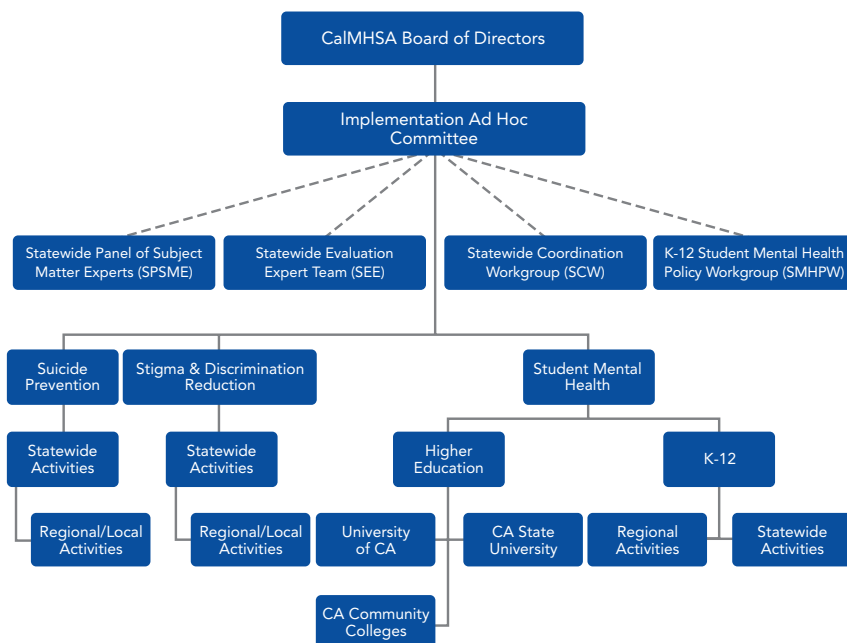 CalMHSA Board of Directors
Implementation Ad Hoc
Committee
Statewide Panel of Subject
Matter Experts (SPSME)
Statewide Evaluation
Expert Team (SEE)
Statewide Coordination
Workgroup (SCW)
K-12 Student Mental Health
Policy Workgroup (SMHPW)
Suicide
Prevention
Stigma & Discrimination
Reduction
Student Mental
Health
Statewide
Activities
Statewide
Activities
Higher
Education
K-12
Regional/Local
Activities
Regional/Local
Activities
University
of CA
CA State
University
Regional
Activities
Statewide
Activities
CA Community
Colleges